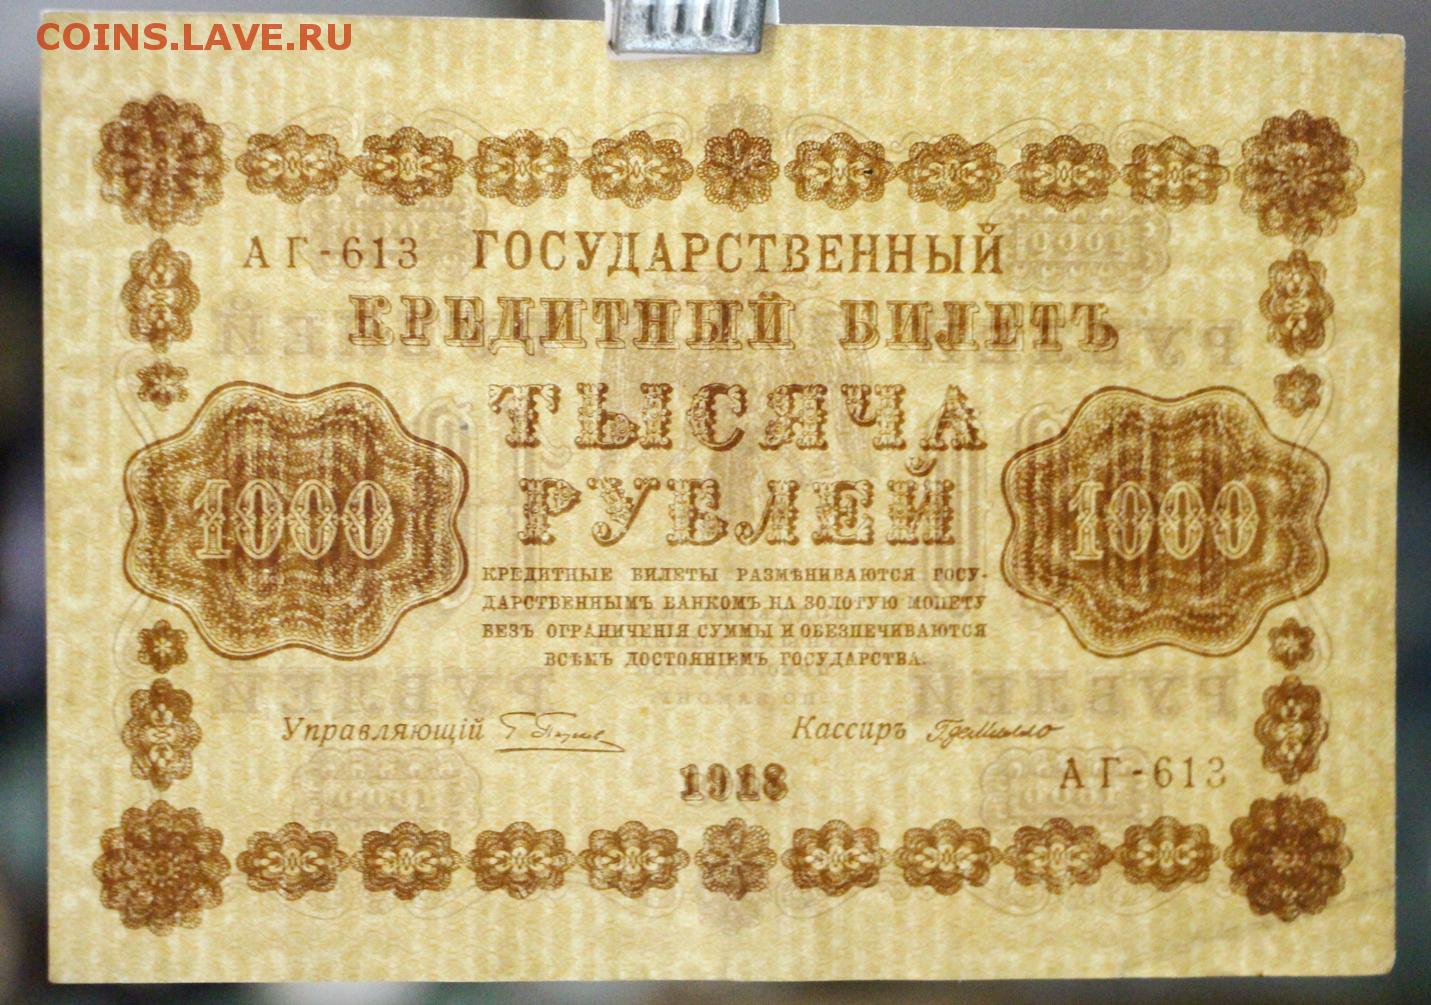 COINS.LAVE.RU
АГ-613 ГОСУДАРСТВЕННЫЙ
КРЕДИТНЫЙ БИЛЕТЪ
ТЫСЯЧА
РУБЛЕЙ
1000 1000
КРЕДИТНЫЕ БИЛЕТЫ РАЗМѢНИВАЮТСЯ ГОСУ-
ДАРСТВЕННЫМЪ БАНКОМЪ НА ЗОЛОТУЮ МОНЕТУ
БЕЗЪ ОГРАНИЧЕНІЯ СУММЫ И ОБЕЗПЕЧИВАЮТСЯ
ВСѢМЪ ДОСТОЯНІЕМЪ ГОСУДАРСТВА.
Управляющій Кассиръ
1918
АГ-613